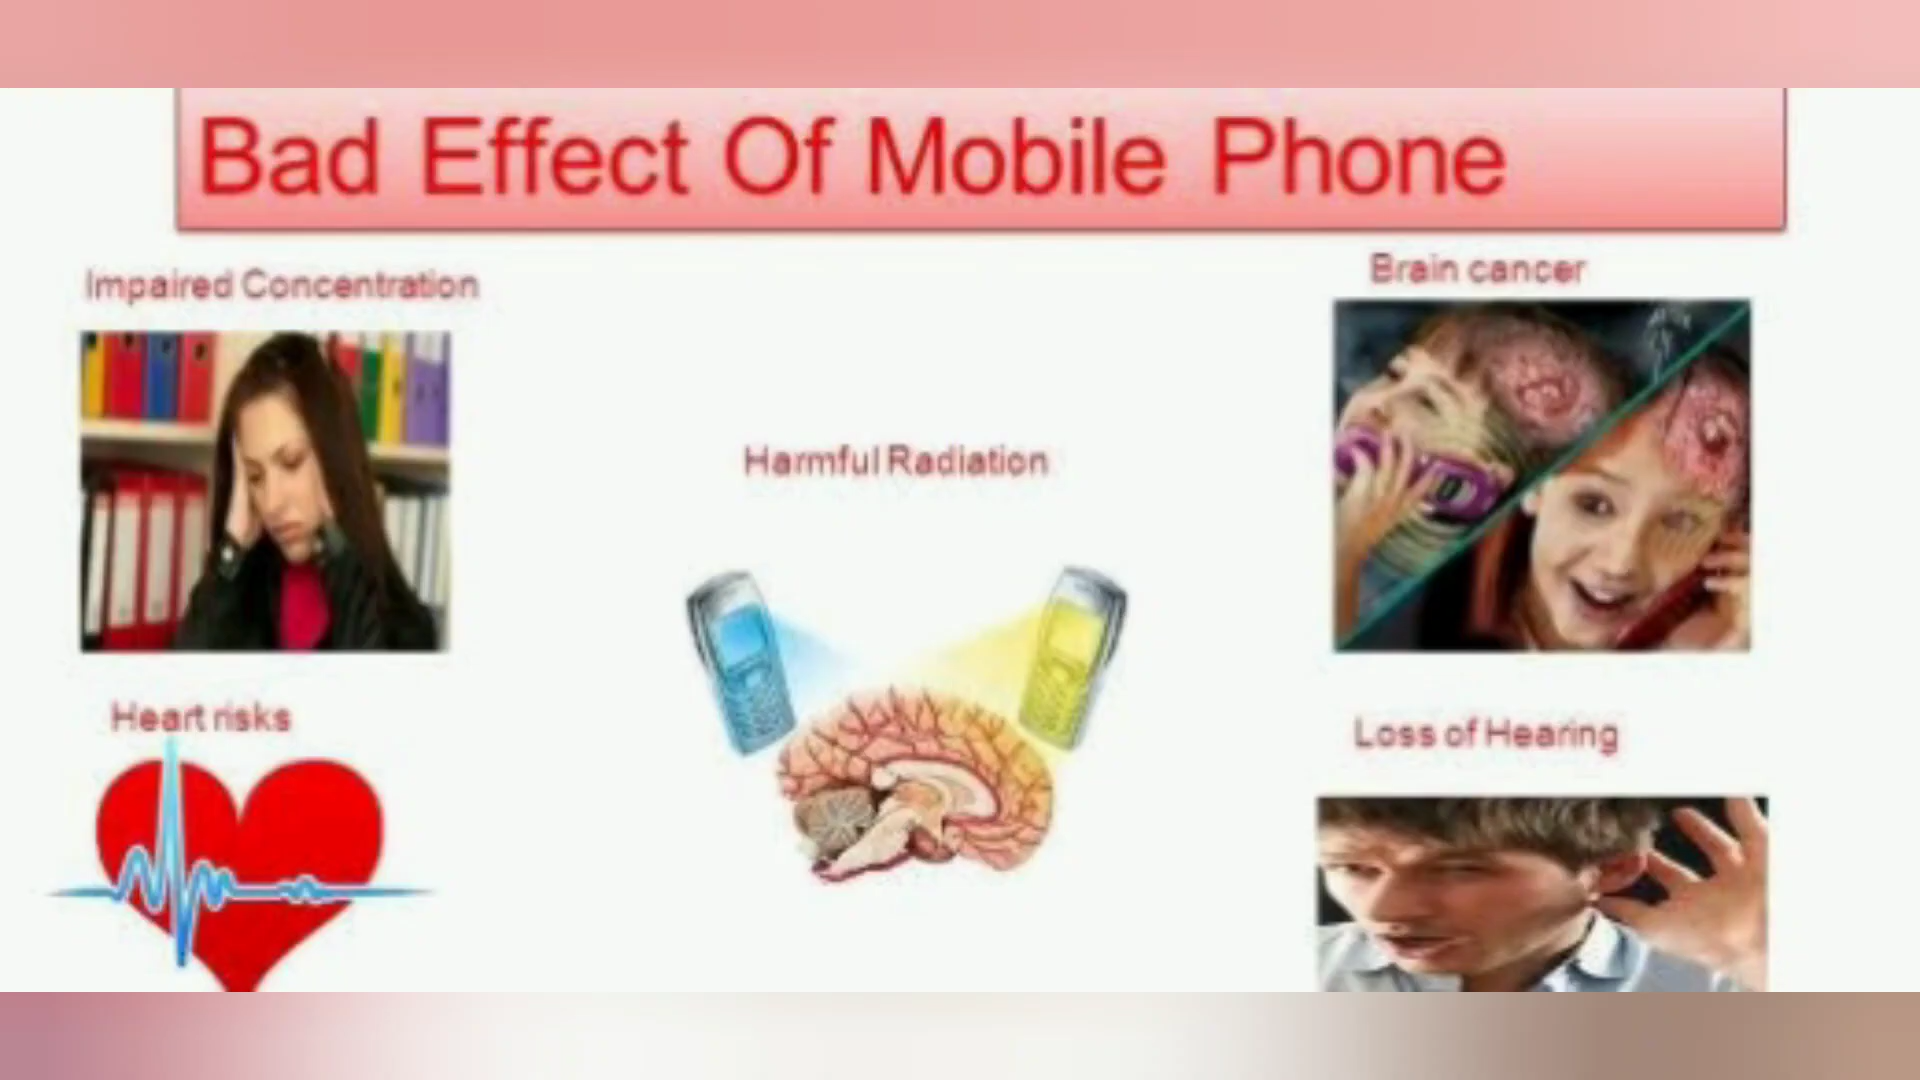 Bad Effect Of Mobile Phone
Impaired Concentration
Brain cancer
Harmful Radiation
Heart risks
Loss of Hearing